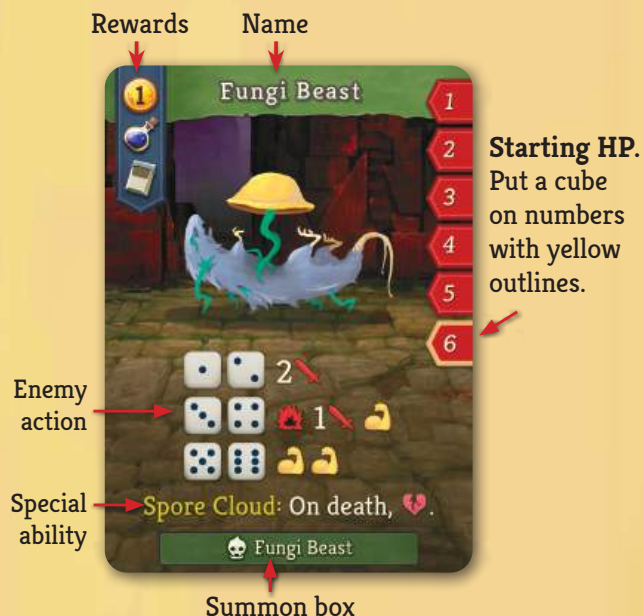 Rewards
Name
1
Fungi Beast
1
2
3
4
5
6
Starting HP.
Put a cube
on numbers
with yellow
outlines.
2
Enemy
action
1
Special
ability
Spore Cloud: On death, .
Fungi Beast
Summon box